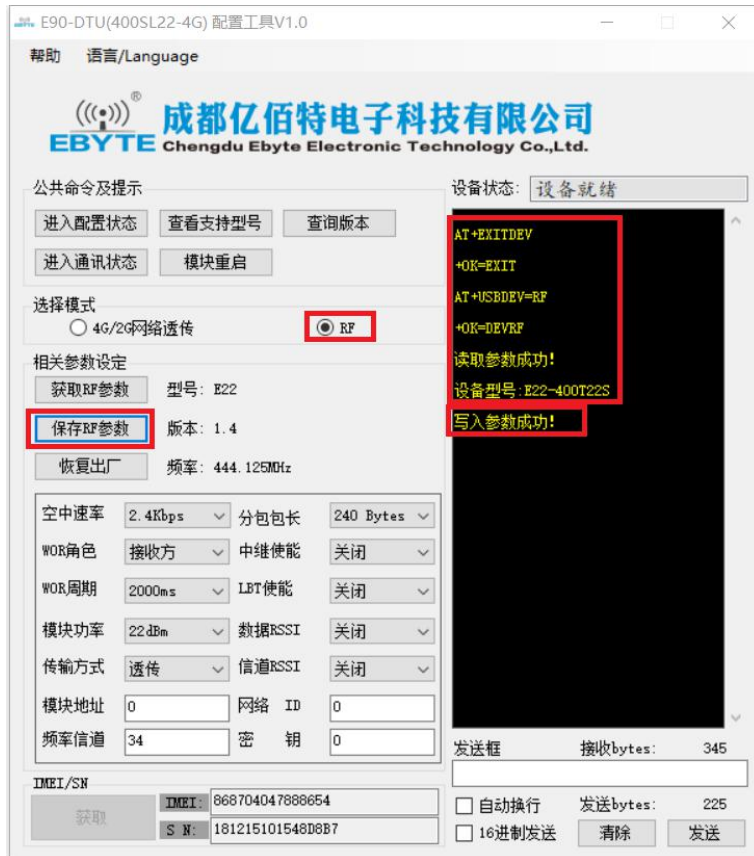 E90-DTU(400SL22-4G) 配置工具V1.0
帮助 语言/Language
((·)) ®
EBYTE 成都亿佰特电子科技有限公司
Chengdu Ebyte Electronic Technology Co.,Ltd.
公共命令及提示
进入配置状态 查看支持型号 查询版本
进入通讯状态 模块重启
选择模式
4G/2G网络透传 RF
相关参数设定
获取RF参数 型号: E22
保存RF参数 版本: 1.4
恢复出厂 频率: 444.125MHz
空中速率 2.4Kbps 分包包长 240 Bytes
WOR角色 接收方 中继使能 关闭
WOR周期 2000ms LBT使能 关闭
模块功率 22dBm 数据RSSI 关闭
传输方式 透传 信道RSSI 关闭
模块地址 0 网络 ID 0
频率信道 34 密 钥 0
IMEI/SN
获取
IMEI: 868704047888654
S N: 181215101548D8B7
设备状态: 设备就绪
AT+EXITDEV
+OK=EXIT
AT+USBDEV=RF
+OK=DEVRF
读取参数成功!
设备型号:E22-400T22S
写入参数成功!
发送框 接收bytes: 345
自动换行 发送bytes: 225
16进制发送 清除 发送